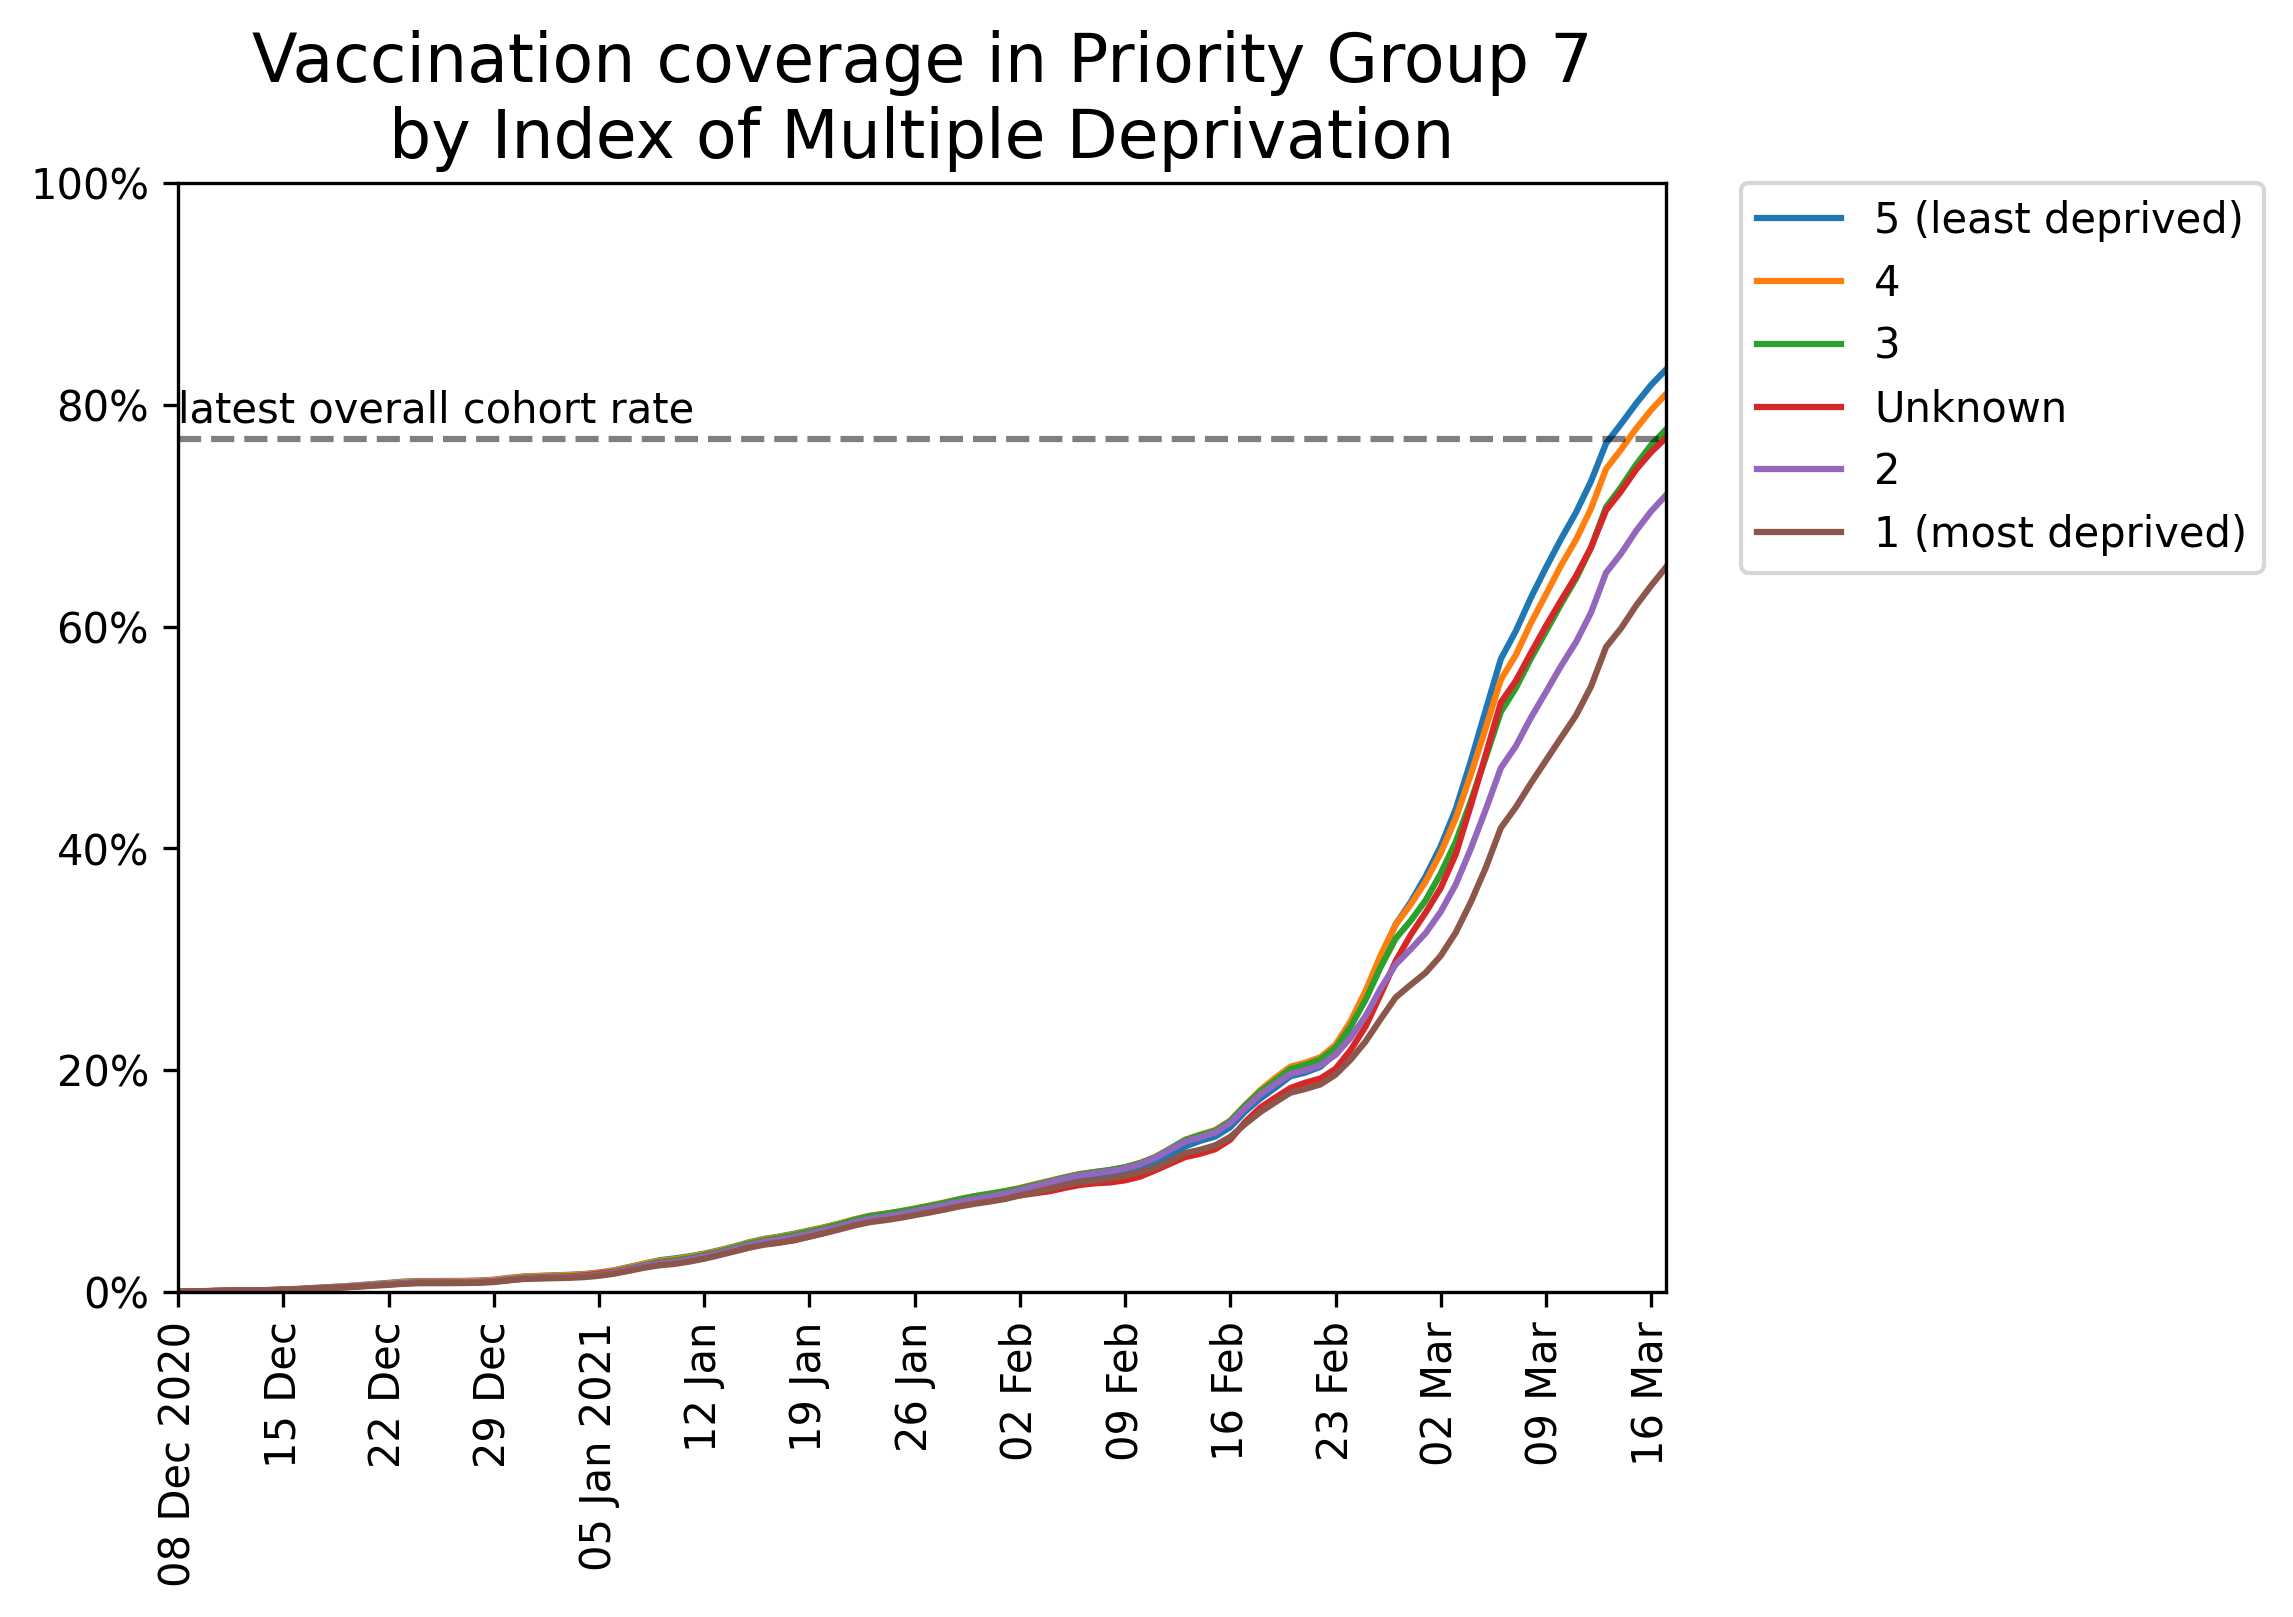 Vaccination coverage in Priority Group 7
by Index of Multiple Deprivation
100%
80%
60%
40%
20%
0%
latest overall cohort rate
5 (least deprived)
4
3
Unknown
2
1 (most deprived)
08 Dec 2020
15 Dec
22 Dec
29 Dec
05 Jan 2021
12 Jan
19 Jan
26 Jan
02 Feb
09 Feb
16 Feb
23 Feb
02 Mar
09 Mar
16 Mar